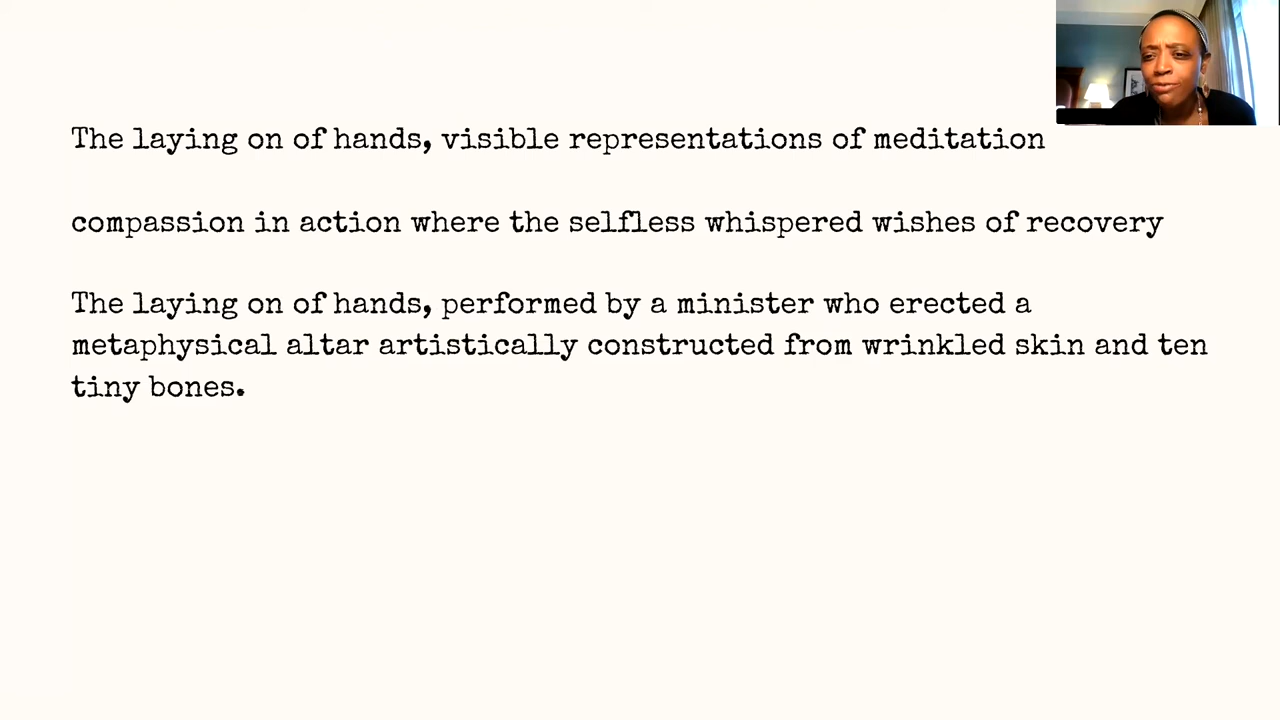 The laying on of hands, visible representations of meditation
compassion in action where the selfless whispered wishes of recovery
The laying on of hands, performed by a minister who erected a
metaphysical altar artistically constructed from wrinkled skin and ten
tiny bones.